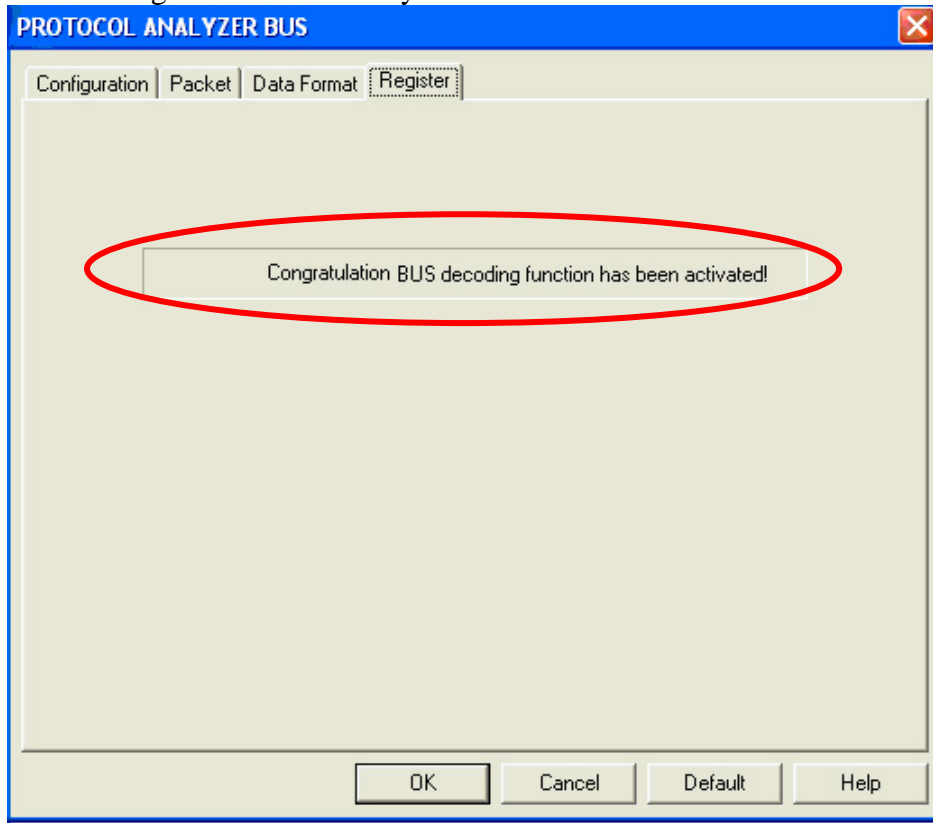 PROTOCOL ANALYZER BUS
Configuration Packet Data Format Register
Congratulation BUS decoding function has been activated!
OK Cancel Default Help